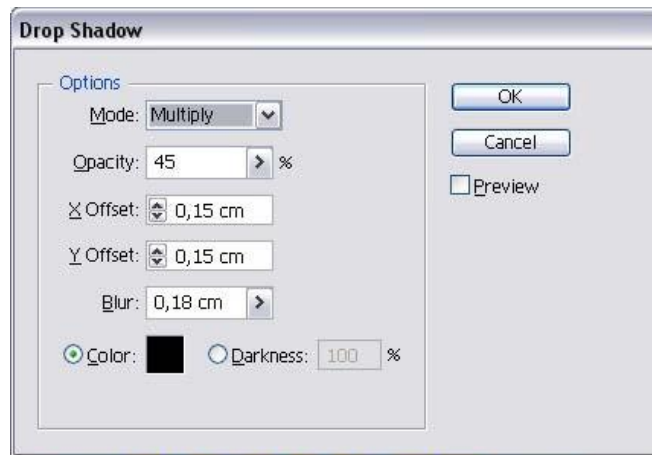 Drop Shadow
Options
Mode: Multiply
OK
Opacity: 45 %
Cancel
X Offset: 0,15 cm
Preview
Y Offset: 0,15 cm
Blur: 0,18 cm
Color: Darkness: 100 %